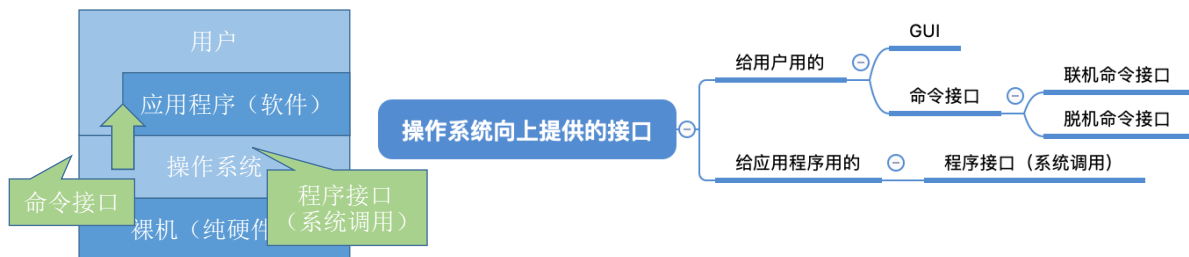 用户
应用程序（软件）
操作系统
命令接口
程序接口
（系统调用）
裸机（纯硬件
操作系统向上提供的接口
给用户用的
GUI
命令接口
联机命令接口
脱机命令接口
给应用程序用的
程序接口（系统调用）